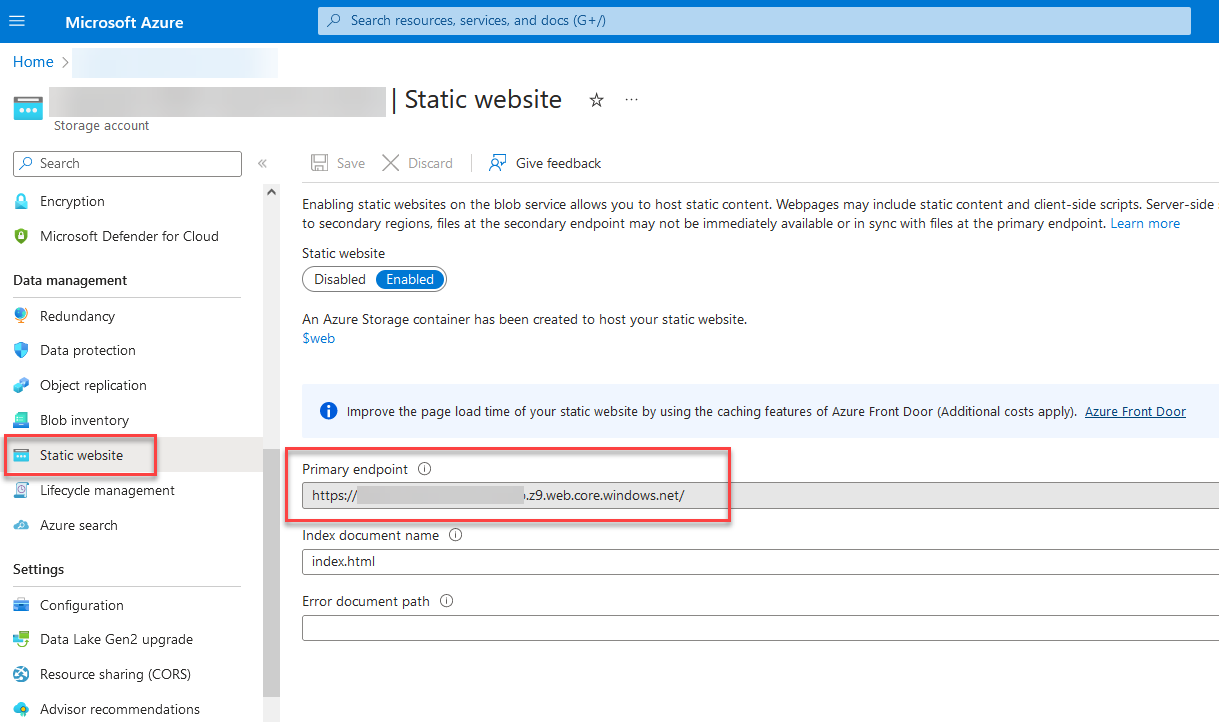 Microsoft Azure
Search resources, services, and docs (G+/)
Home
| Static website
Storage account
Search
Save
Discard
Give feedback
Encryption
Microsoft Defender for Cloud
Data management
Redundancy
Data protection
Object replication
Blob inventory
Static website
Lifecycle management
Azure search
Settings
Configuration
Data Lake Gen2 upgrade
Resource sharing (CORS)
Advisor recommendations
Enabling static websites on the blob service allows you to host static content. Webpages may include static content and client-side scripts. Server-side
to secondary regions, files at the secondary endpoint may not be immediately available or in sync with files at the primary endpoint. Learn more
Static website
Disabled Enabled
An Azure Storage container has been created to host your static website.
$web
Improve the page load time of your static website by using the caching features of Azure Front Door (Additional costs apply). Azure Front Door
Primary endpoint
https:// .z9.web.core.windows.net/
Index document name
index.html
Error document path